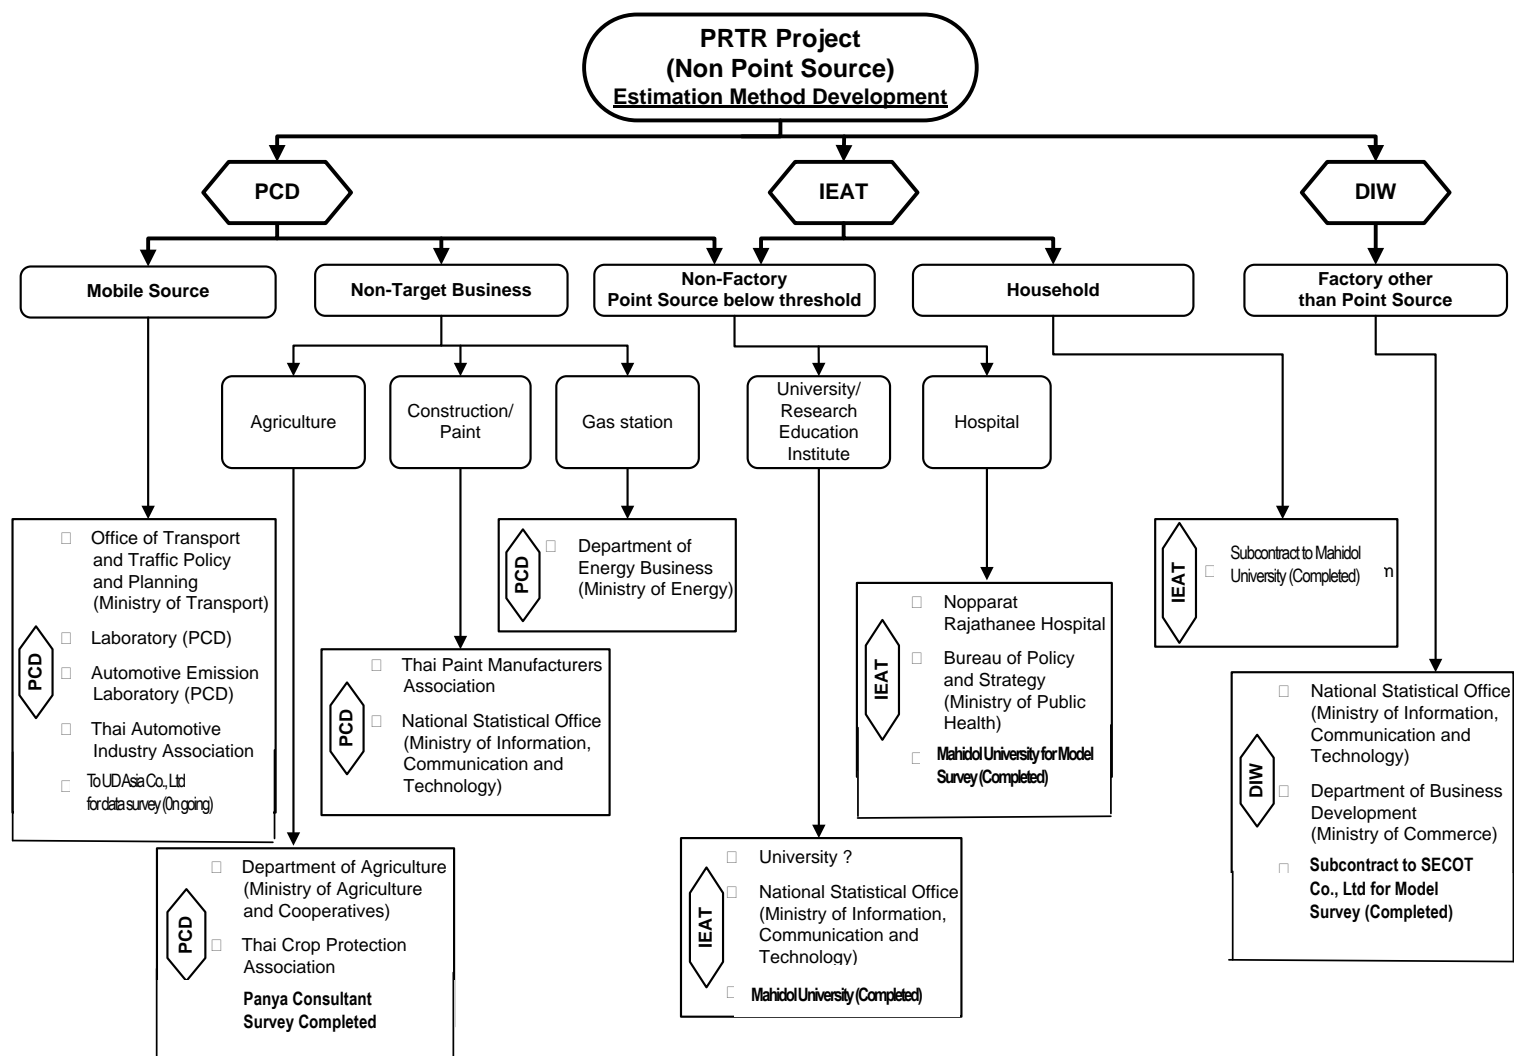 PRTR Project
(Non Point Source)
Estimation Method Development
PCD
IEAT
DIW
Mobile Source
Non-Target Business
Non-Factory
Point Source below threshold
Household
Factory other
than Point Source
Agriculture
Construction/
Paint
Gas station
University/
Research
Education
Institute
Hospital
PCD
Office of Transport
and Traffic Policy
and Planning
(Ministry of Transport)
Laboratory (PCD)
Automotive Emission
Laboratory (PCD)
Thai Automotive
Industry Association
To UD Asia Co., Ltd
for data survey (0n going)
PCD
Department of Agriculture
(Ministry of Agriculture
and Cooperatives)
Thai Crop Protection
Association
Panya Consultant
Survey Completed
PCD
Thai Paint Manufacturers
Association
National Statistical Office
(Ministry of Information,
Communication and
Technology)
PCD
Department of
Energy Business
(Ministry of Energy)
IEAT
University ?
National Statistical Office
(Ministry of Information,
Communication and
Technology)
Mahidol University (Completed)
IEAT
Nopparat
Rajathanee Hospital
Bureau of Policy
and Strategy
(Ministry of Public
Health)
Mahidol University for Model
Survey (Completed)
IEAT
Subcontract to Mahidol
University (Completed)
n
DIW
National Statistical Office
(Ministry of Information,
Communication and
Technology)
Department of Business
Development
(Ministry of Commerce)
Subcontract to SECOT
Co., Ltd for Model
Survey (Completed)